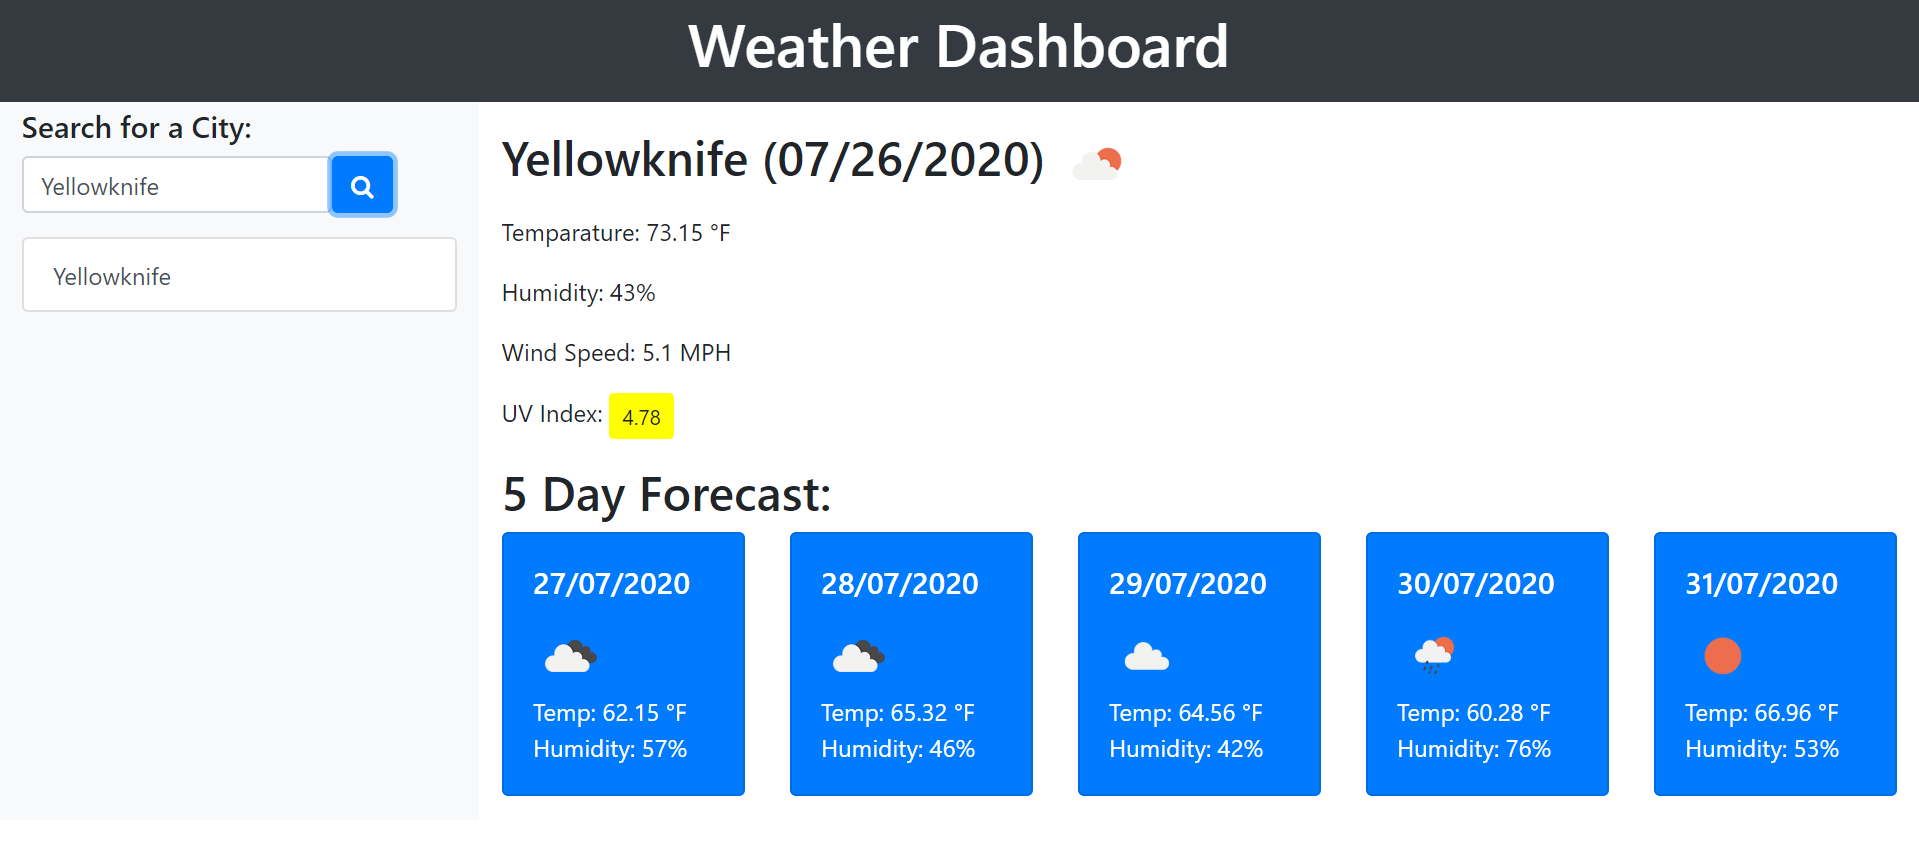 Weather Dashboard
Search for a City:
Yellowknife
Yellowknife
Yellowknife (07/26/2020)
Temparature: 73.15 °F
Humidity: 43%
Wind Speed: 5.1 MPH
UV Index: 4.78
5 Day Forecast:
27/07/2020
Temp: 62.15 °F
Humidity: 57%
28/07/2020
Temp: 65.32 °F
Humidity: 46%
29/07/2020
Temp: 64.56 °F
Humidity: 42%
30/07/2020
Temp: 60.28 °F
Humidity: 76%
31/07/2020
Temp: 66.96 °F
Humidity: 53%